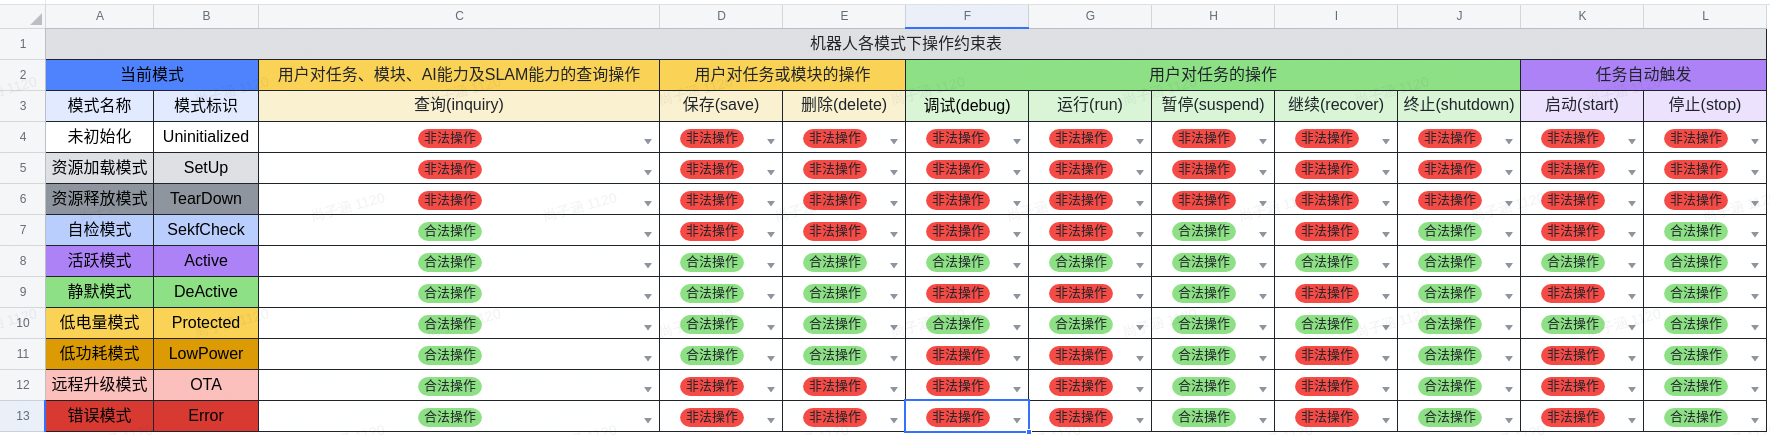 A B C D E F G H I J K L
1 机器人各模式下操作约束表
2 当前模式 用户对任务、模块、AI能力及SLAM能力的查询操作 用户对任务或模块的操作 用户对任务的操作 任务自动触发
3 模式名称 模式标识 查询(inquiry) 保存(save) 删除(delete) 调试(debug) 运行(run) 暂停(suspend) 继续(recover) 终止(shutdown) 启动(start) 停止(stop)
4 未初始化 Uninitialized 非法操作 非法操作 非法操作 非法操作 非法操作 非法操作 非法操作 非法操作 非法操作 非法操作
5 资源加载模式 SetUp 非法操作 非法操作 非法操作 非法操作 非法操作 非法操作 非法操作 非法操作 非法操作 非法操作
6 资源释放模式 TearDown 非法操作 非法操作 非法操作 非法操作 非法操作 非法操作 非法操作 非法操作 非法操作 非法操作
7 自检模式 SekfCheck 合法操作 非法操作 非法操作 非法操作 非法操作 合法操作 非法操作 合法操作 非法操作 合法操作
8 活跃模式 Active 合法操作 合法操作 合法操作 合法操作 合法操作 合法操作 合法操作 合法操作 合法操作 合法操作
9 静默模式 DeActive 合法操作 合法操作 合法操作 非法操作 非法操作 合法操作 非法操作 合法操作 非法操作 合法操作
10 低电量模式 Protected 合法操作 合法操作 合法操作 合法操作 合法操作 合法操作 合法操作 合法操作 合法操作 合法操作
11 低功耗模式 LowPower 合法操作 合法操作 合法操作 非法操作 非法操作 合法操作 非法操作 合法操作 非法操作 合法操作
12 远程升级模式 OTA 合法操作 非法操作 非法操作 非法操作 非法操作 合法操作 非法操作 合法操作 非法操作 合法操作
13 错误模式 Error 合法操作 非法操作 非法操作 非法操作 非法操作 合法操作 非法操作 合法操作 非法操作 合法操作